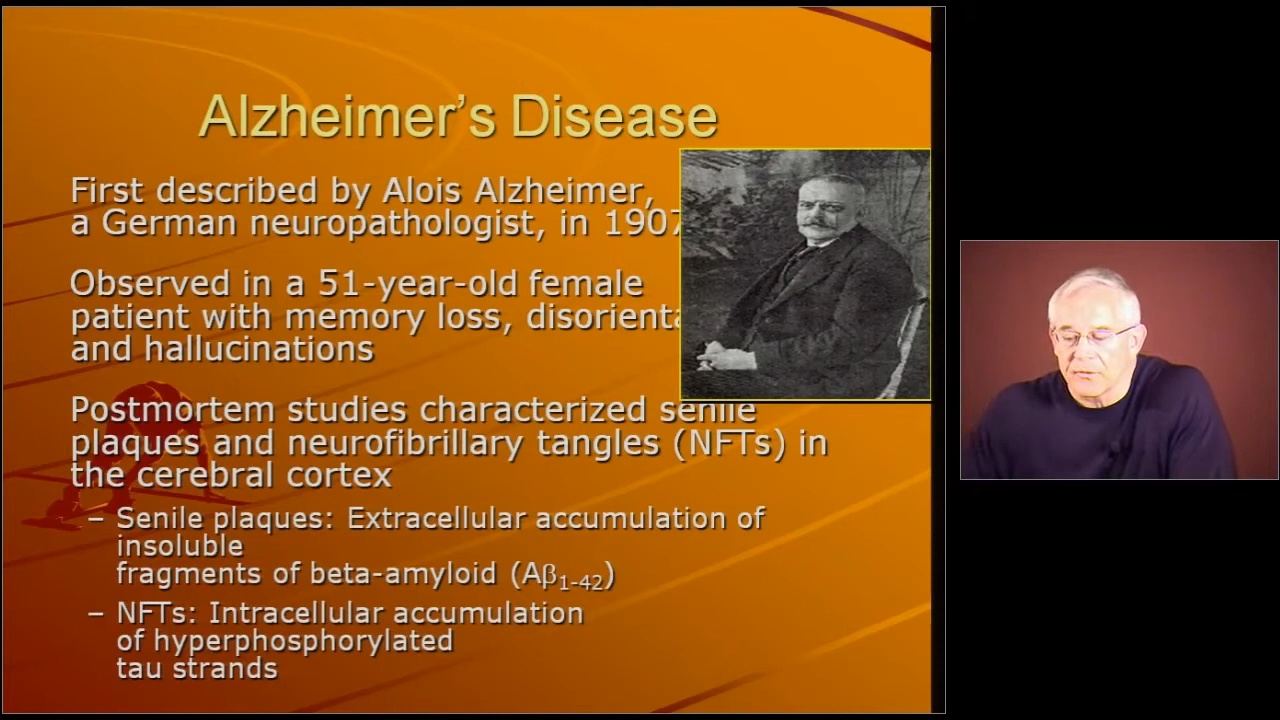 Alzheimer's Disease
First described by Alois Alzheimer,
a German neuropathologist, in 1907
Observed in a 51-year-old female
patient with memory loss,
and hallucinations
Postmortem studies characterized senile
plaques and neurofibrillary tangles (NFTs) in
the cerebral cortex
– Senile plaques: Extracellular accumulation of
insoluble
fragments of beta-amyloid (Aβ1-42)
– NFTs: Intracellular accumulation
of hyperphosphorylated
tau strands